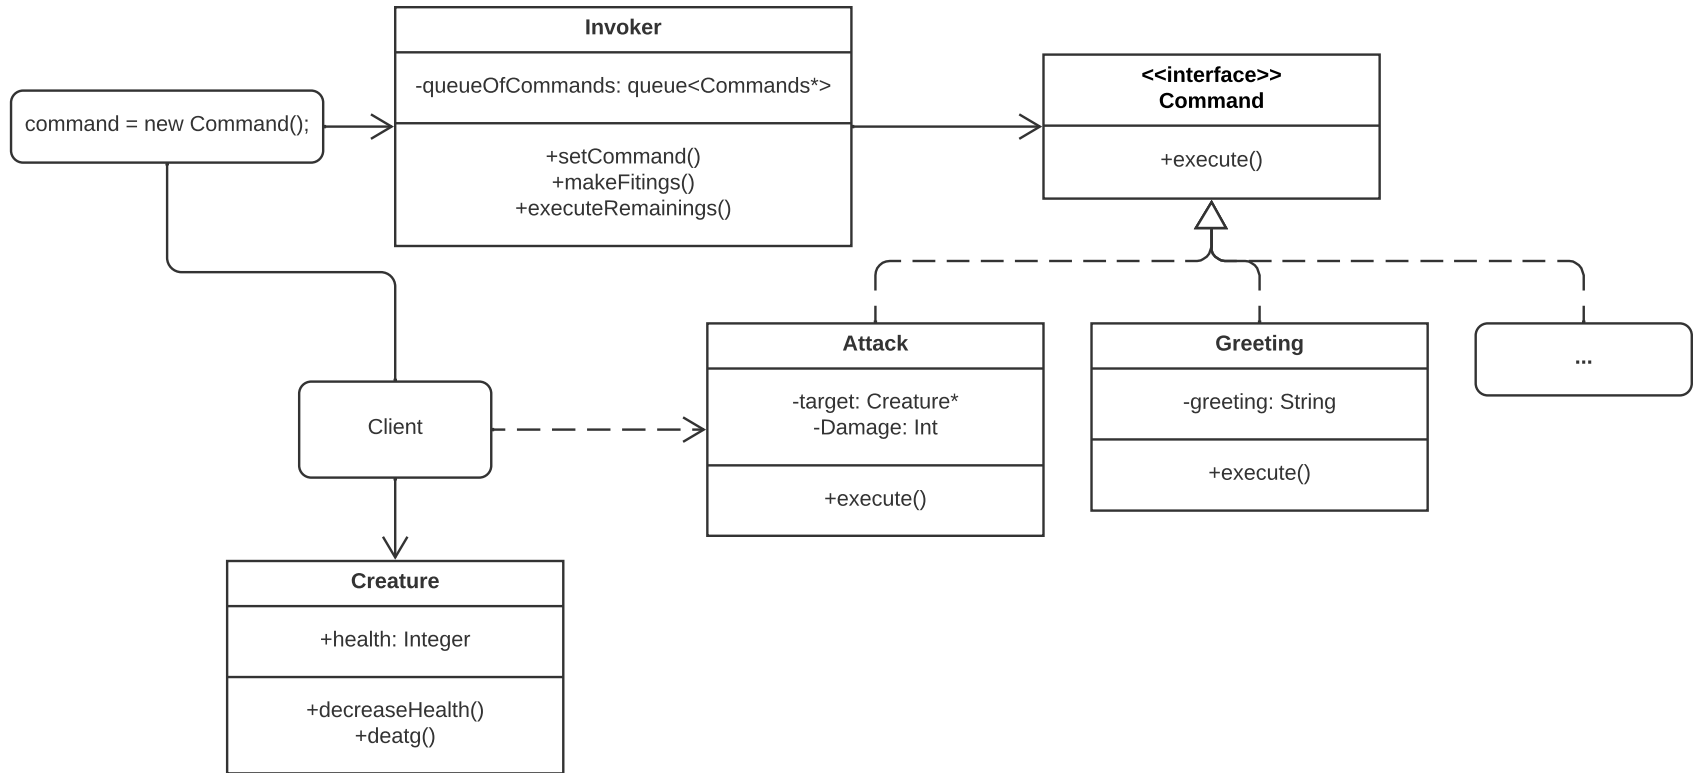 Invoker
-queueOfCommands: queue<Commands*>
+setCommand()
+makeFitings()
+executeRemainings()
command = new Command();
<<interface>>
Command
+execute()
Attack
-target: Creature*
-Damage: Int
+execute()
Greeting
-greeting: String
+execute()
...
Client
Creature
+health: Integer
+decreaseHealth()
+deatg()